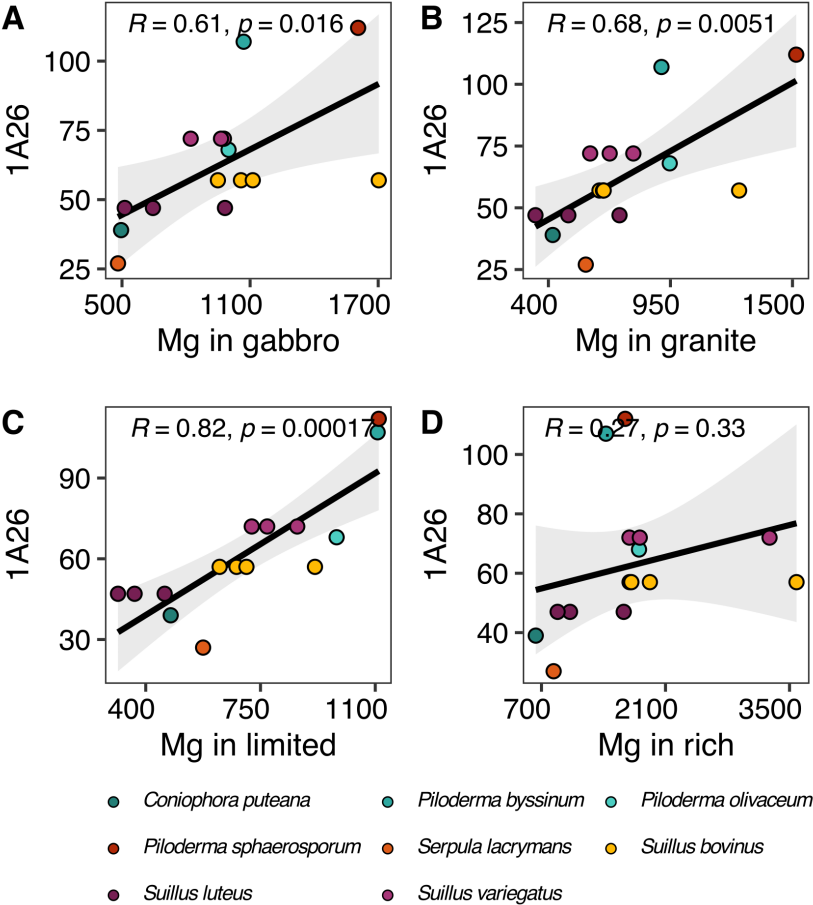 A
R = 0.61, p = 0.016
1A26
100
75
50
25
500 1100 1700
Mg in gabbro
B
R = 0.68, p = 0.0051
1A26
125
100
75
50
25
400 950 1500
Mg in granite
C
R = 0.82, p = 0.00017
1A26
90
60
30
400 750 1100
Mg in limited
D
R = 0.27, p = 0.33
1A26
100
80
60
40
700 2100 3500
Mg in rich
Coniophora puteana Piloderma byssinum Piloderma olivaceum
Piloderma sphaerosporum Serpula lacrymans Suillus bovinus
Suillus luteus Suillus variegatus